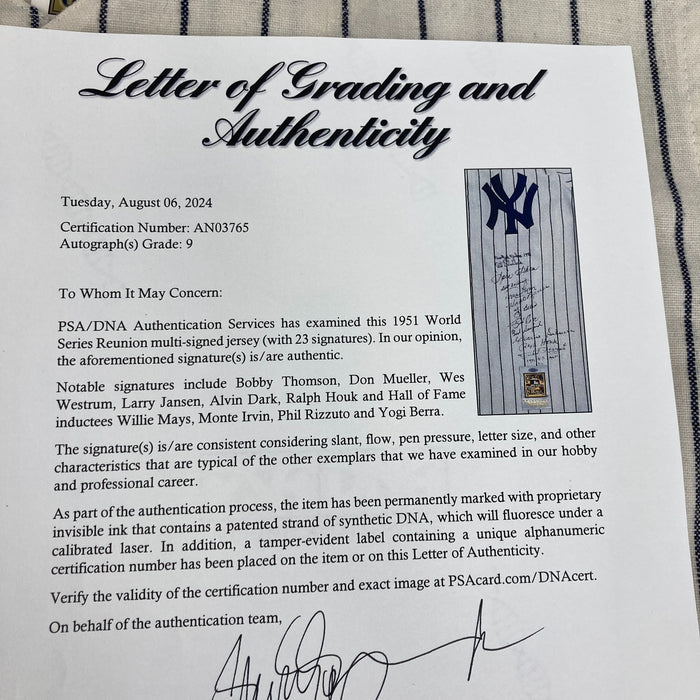 Letter of Grading and
Authenticity
Tuesday, August 06, 2024
Certification Number: AN03765
Autograph(s) Grade: 9
To Whom It May Concern:
PSA/DNA Authentication Services has examined this 1951 World
Series Reunion multi-signed jersey (with 23 signatures). In our opinion,
the aforementioned signature(s) is/are authentic.
Notable signatures include Bobby Thomson, Don Mueller, Wes
Westrum, Larry Jansen, Alvin Dark, Ralph Houk and Hall of Fame
inductees Willie Mays, Monte Irvin, Phil Rizzuto and Yogi Berra.
The signature(s) is/are consistent considering slant, flow, pen pressure, letter size, and other
characteristics that are typical of the other exemplars that we have examined in our hobby
and professional career.
As part of the authentication process, the item has been permanently marked with proprietary
invisible ink that contains a patented strand of synthetic DNA, which will fluoresce under a
calibrated laser. In addition, a tamper-evident label containing a unique alphanumeric
certification number has been placed on the item or on this Letter of Authenticity.
Verify the validity of the certification number and exact image at PSAcard.com/DNAcert.
On behalf of the authentication team,
NY